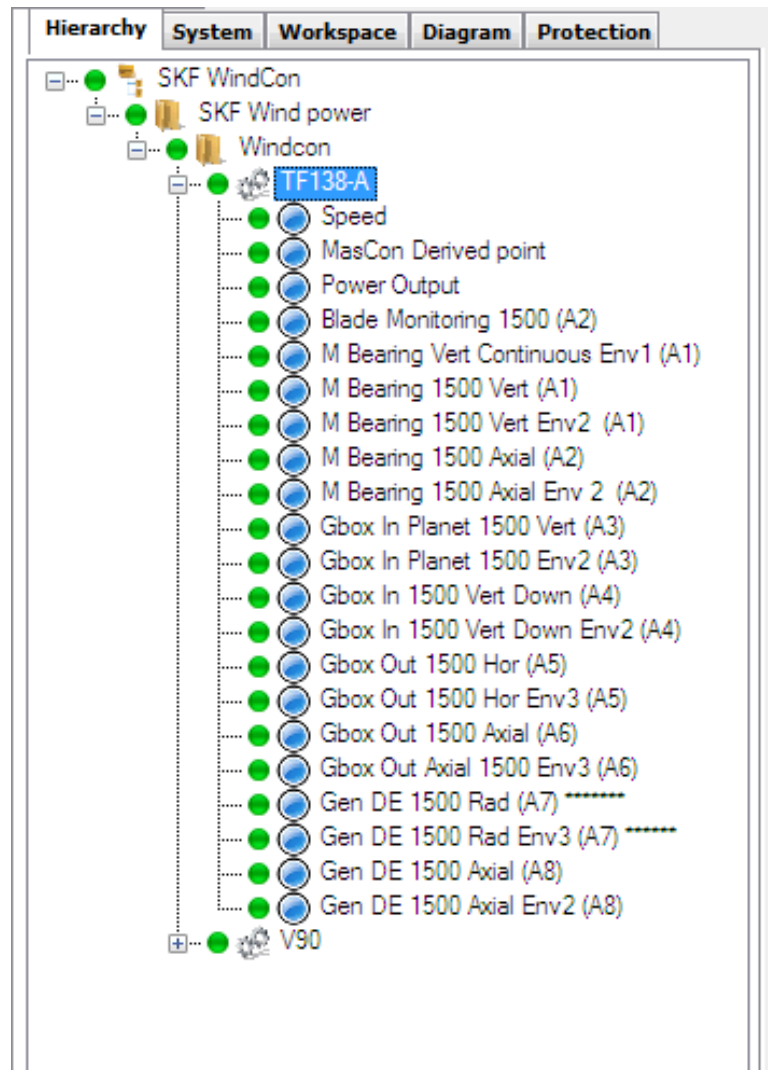 Hierarchy System Workspace Diagram Protection
SKF WindCon
SKF Wind power
Windcon
TF138-A
Speed
MasCon Derived point
Power Output
Blade Monitoring 1500 (A2)
M Bearing Vert Continuous Env1 (A1)
M Bearing 1500 Vert (A1)
M Bearing 1500 Vert Env2  (A1)
M Bearing 1500 Axial (A2)
M Bearing 1500 Axial Env 2  (A2)
Gbox In Planet 1500 Vert (A3)
Gbox In Planet 1500 Env2 (A3)
Gbox In 1500 Vert Down (A4)
Gbox In 1500 Vert Down Env2 (A4)
Gbox Out 1500 Hor (A5)
Gbox Out 1500 Hor Env3 (A5)
Gbox Out 1500 Axial (A6)
Gbox Out Axial 1500 Env3 (A6)
Gen DE 1500 Rad (A7) *******
Gen DE 1500 Rad Env3 (A7) ******
Gen DE 1500 Axial (A8)
Gen DE 1500 Axial Env2 (A8)
V90